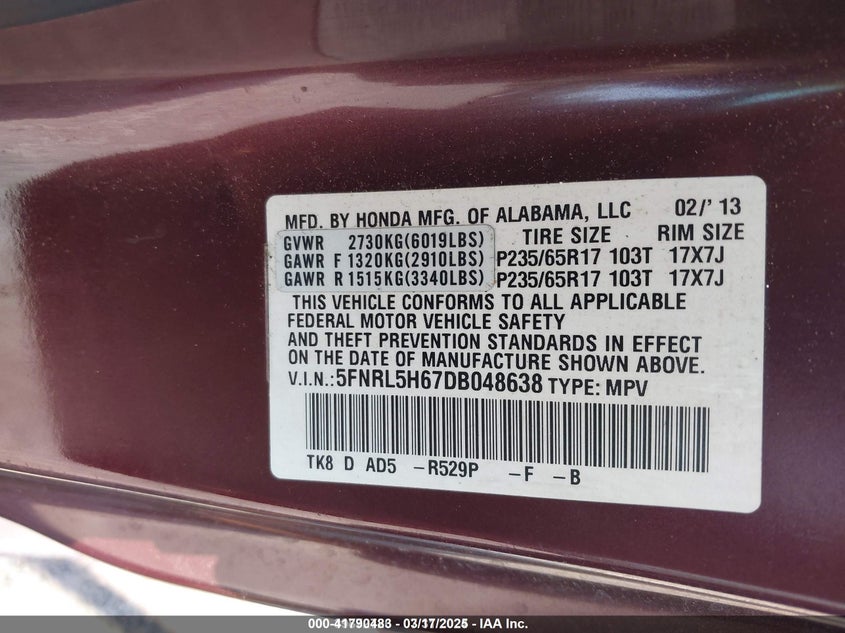 MFD. BY HONDA MFG. OF ALABAMA, LLC 02/' 13
GVWR 2730KG(6019LBS) TIRE SIZE RIM SIZE
GAWR F 1320KG(2910LBS) P235/65R17 103T 17X7J
GAWR R 1515KG(3340LBS) P235/65R17 103T 17X7J
THIS VEHICLE CONFORMS TO ALL APPLICABLE
FEDERAL MOTOR VEHICLE SAFETY
AND THEFT PREVENTION STANDARDS IN EFFECT
ON THE DATE OF MANUFACTURE SHOWN ABOVE.
V.I.N.:5FNRL5H67DB048638 TYPE: MPV
TK8 D AD5 -R529P -F -B
000-41790483 - 03/17/2025 - IAA Inc.